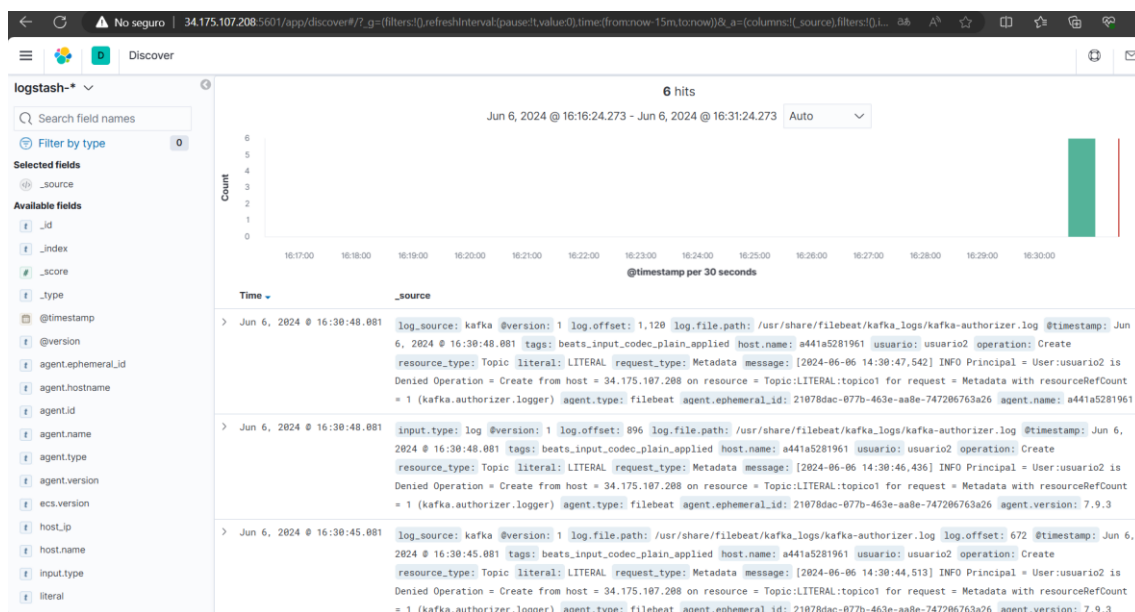 No seguro 34.175.107.208:5601/app/discover#/?_g=(filters:!(),refreshInterval:(pause:!t,value:0),time:(from:now-15m,to:now))&_a=(columns:!(_source),filters:!(),i...
D Discover
logstash-*
Search field names
Filter by type 0
Selected fields
_source
Available fields
t _id
t _index
# _score
t _type
@timestamp
t @version
t agent.ephemeral_id
t agent.hostname
t agent.id
t agent.name
t agent.type
t agent.version
t ecs.version
t host_ip
t host.name
t input.type
t literal
6 hits
Jun 6, 2024 @ 16:16:24.273 - Jun 6, 2024 @ 16:31:24.273 Auto
Count
6
5
4
3
2
1
0
16:17:00 16:18:00 16:19:00 16:20:00 16:21:00 16:22:00 16:23:00 16:24:00 16:25:00 16:26:00 16:27:00 16:28:00 16:29:00 16:30:00
@timestamp per 30 seconds
Time _source
Jun 6, 2024 @ 16:30:48.081 log_source: kafka @version: 1 log.offset: 1,120 log.file.path: /usr/share/filebeat/kafka_logs/kafka-authorizer.log @timestamp: Jun
6, 2024 @ 16:30:48.081 tags: beats_input_codec_plain_applied host.name: a441a5281961 usuario: usuario2 operation: Create
resource_type: Topic literal: LITERAL request_type: Metadata message: [2024-06-06 14:30:47,542] INFO Principal = User:usuario2 is
Denied Operation = Create from host = 34.175.107.208 on resource = Topic:LITERAL:topico1 for request = Metadata with resourceRefCount
= 1 (kafka.authorizer.logger) agent.type: filebeat agent.ephemeral_id: 21078dac-077b-463e-aa8e-747206763a26 agent.name: a441a5281961
Jun 6, 2024 @ 16:30:48.081 input.type: log @version: 1 log.offset: 896 log.file.path: /usr/share/filebeat/kafka_logs/kafka-authorizer.log @timestamp: Jun 6,
2024 @ 16:30:48.081 tags: beats_input_codec_plain_applied host.name: a441a5281961 usuario: usuario2 operation: Create
resource_type: Topic literal: LITERAL request_type: Metadata message: [2024-06-06 14:30:46,436] INFO Principal = User:usuario2 is
Denied Operation = Create from host = 34.175.107.208 on resource = Topic:LITERAL:topico1 for request = Metadata with resourceRefCount
= 1 (kafka.authorizer.logger) agent.type: filebeat agent.ephemeral_id: 21078dac-077b-463e-aa8e-747206763a26 agent.version: 7.9.3
Jun 6, 2024 @ 16:30:45.081 log_source: kafka @version: 1 log.file.path: /usr/share/filebeat/kafka_logs/kafka-authorizer.log log.offset: 672 @timestamp: Jun 6,
2024 @ 16:30:45.081 tags: beats_input_codec_plain_applied host.name: a441a5281961 usuario: usuario2 operation: Create
resource_type: Topic literal: LITERAL request_type: Metadata message: [2024-06-06 14:30:44,513] INFO Principal = User:usuario2 is
Denied Operation = Create from host = 34.175.107.208 on resource = Topic:LITERAL:topico1 for request = Metadata with resourceRefCount
= 1 (kafka.authorizer.logger) agent.type: filebeat agent.ephemeral_id: 21078dac-077b-463e-aa8e-747206763a26 agent.version: 7.9.3